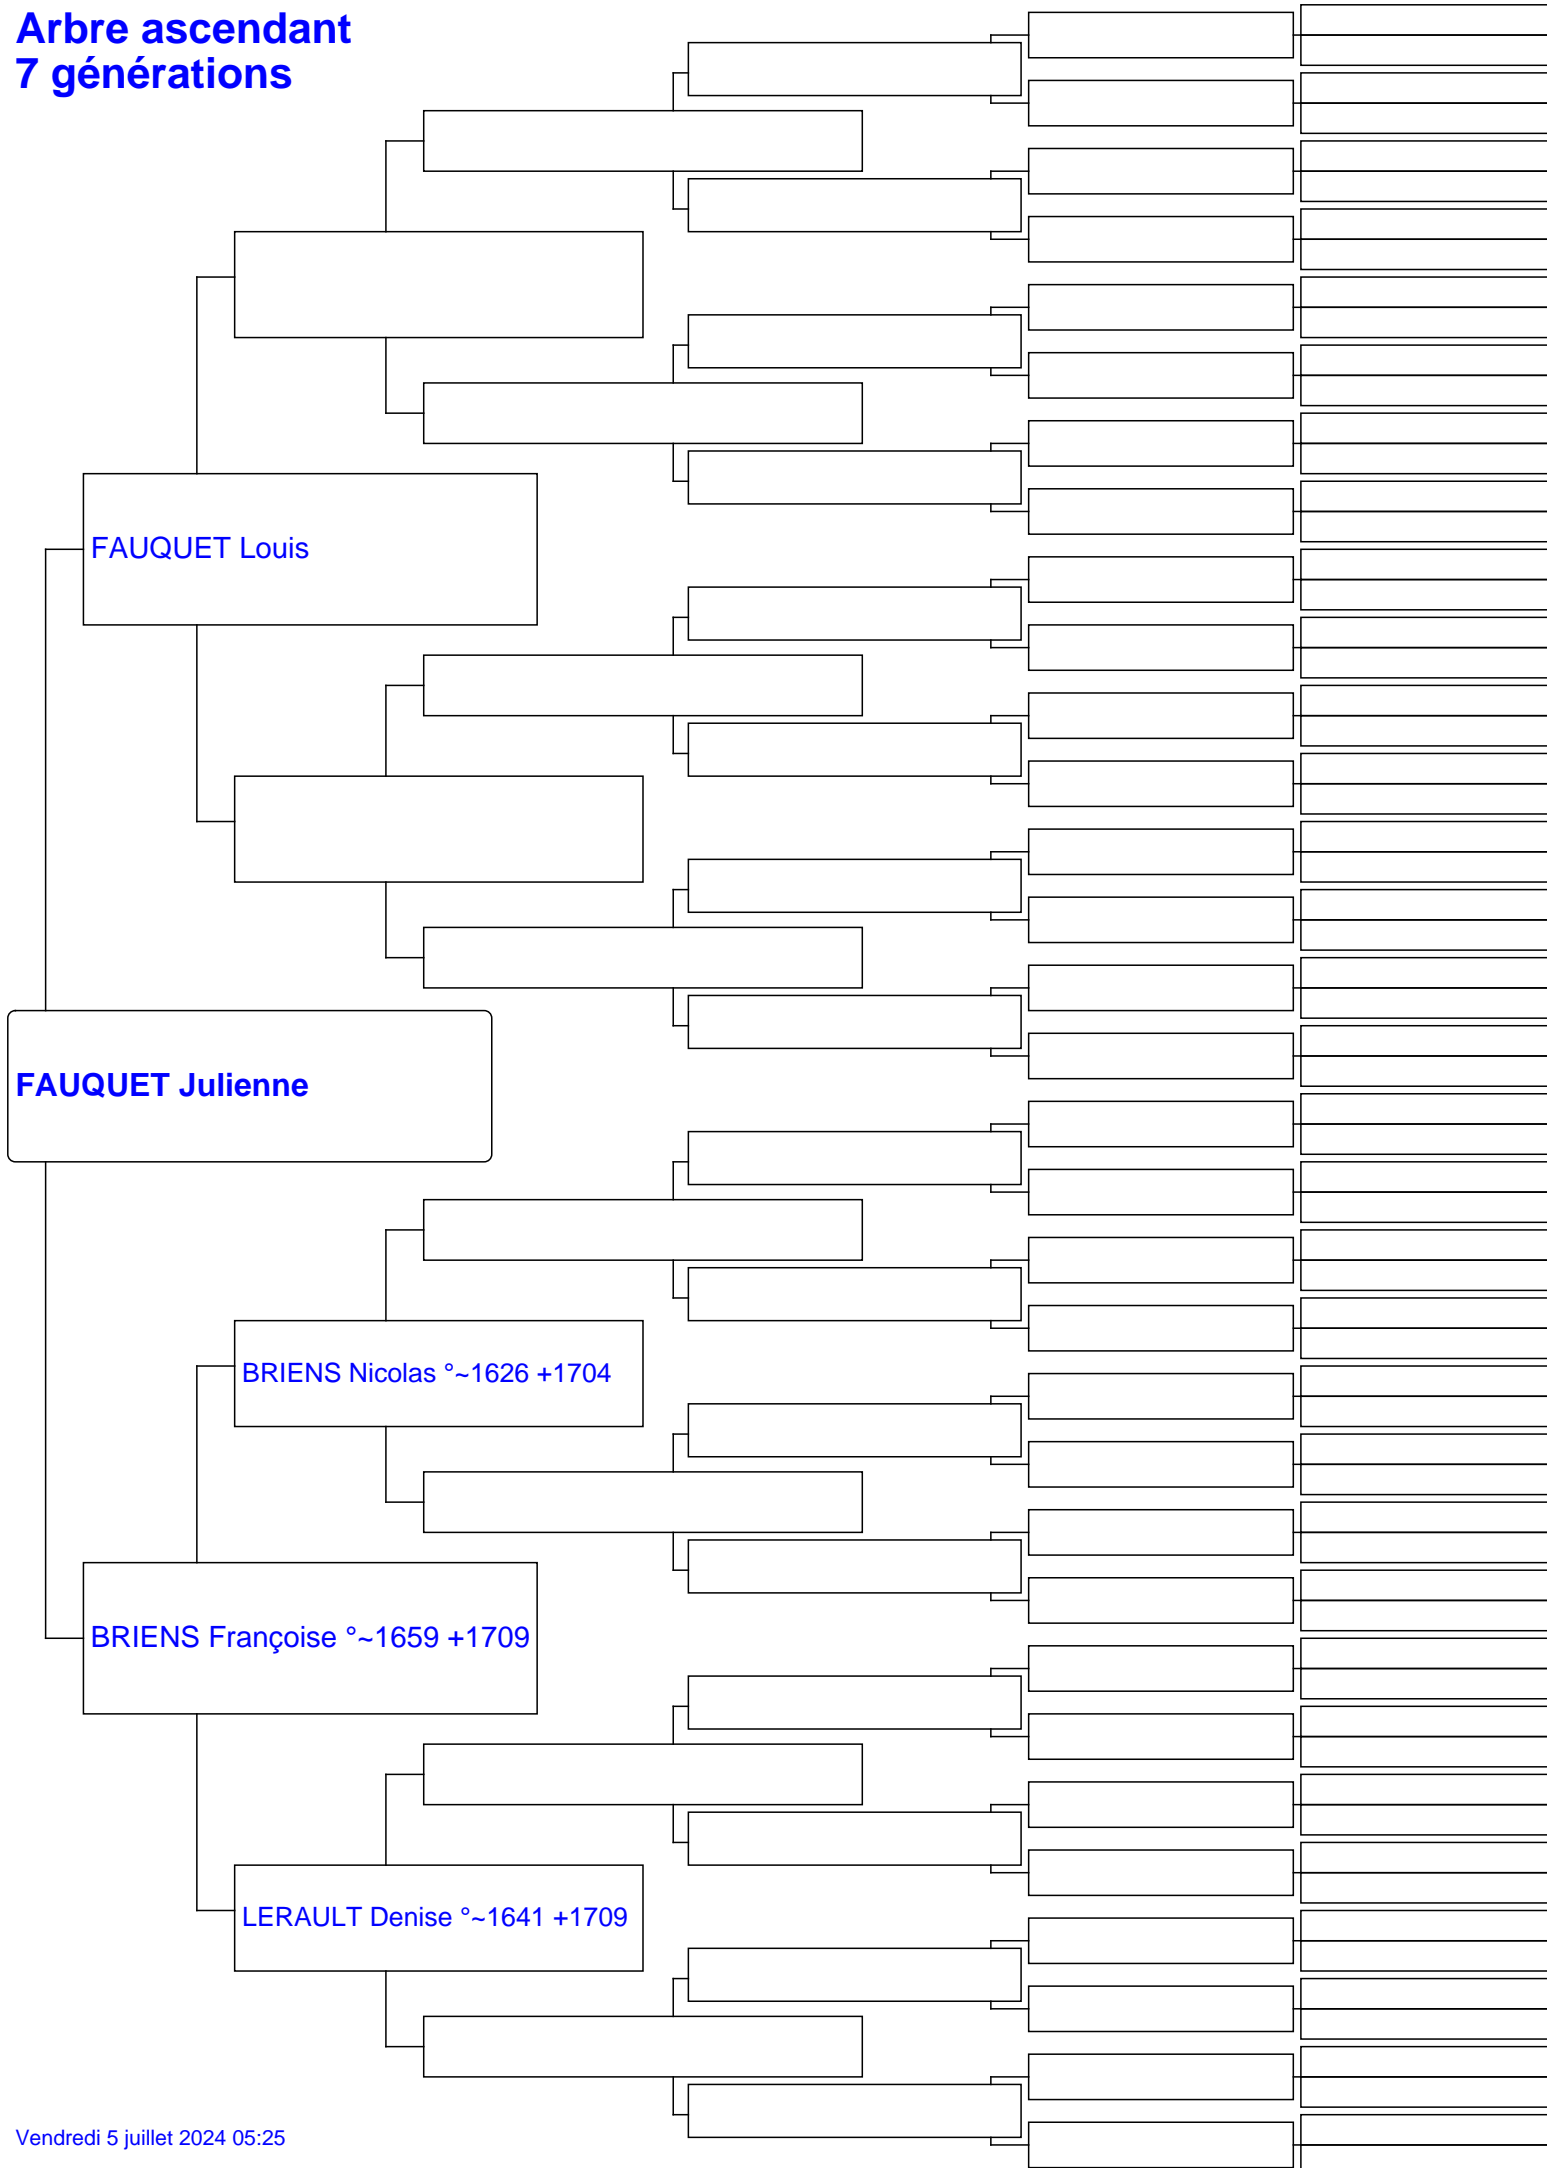 Arbre ascendant
7 générations
FAUQUET Louis
FAUQUET Julienne
BRIENS Nicolas °~1626 +1704
BRIENS Françoise °~1659 +1709
LERAULT Denise °~1641 +1709
Vendredi 5 juillet 2024 05:25